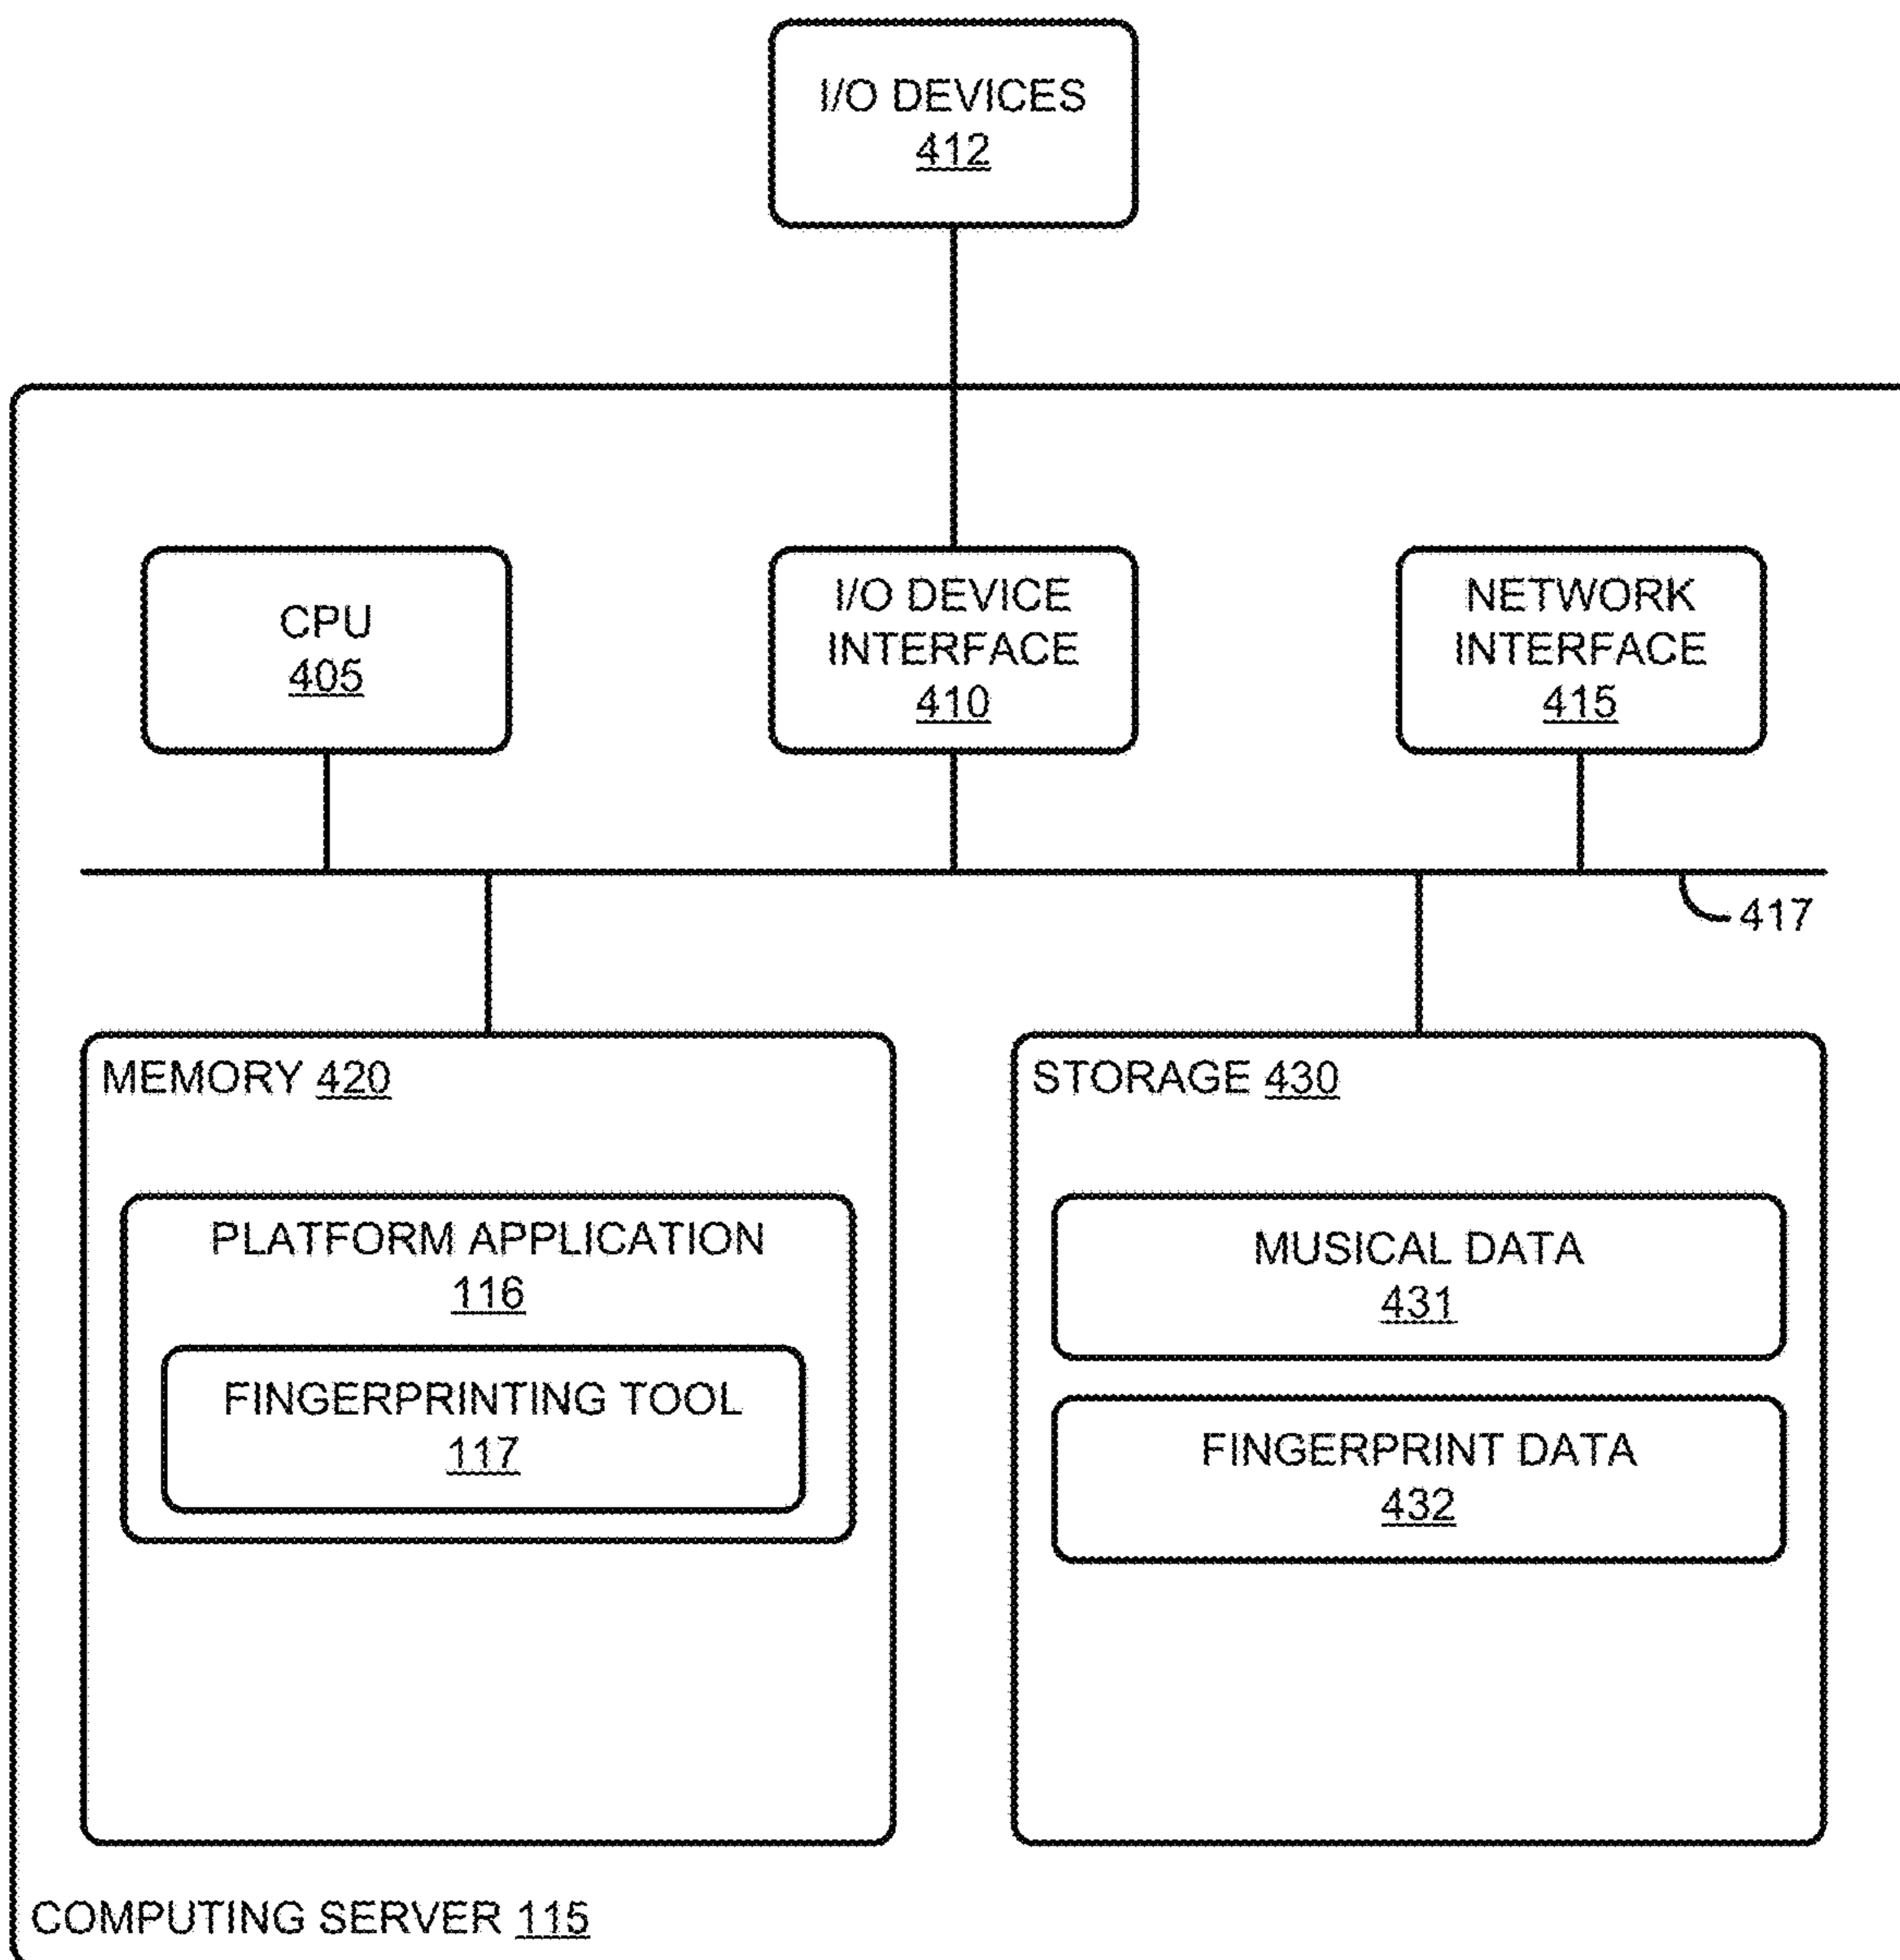 I/O DEVICES
412
CPU
405
I/O DEVICE
INTERFACE
410
NETWORK
INTERFACE
415
417
MEMORY 420
PLATFORM APPLICATION
116
FINGERPRINTING TOOL
117
STORAGE 430
MUSICAL DATA
431
FINGERPRINT DATA
432
COMPUTING SERVER 115